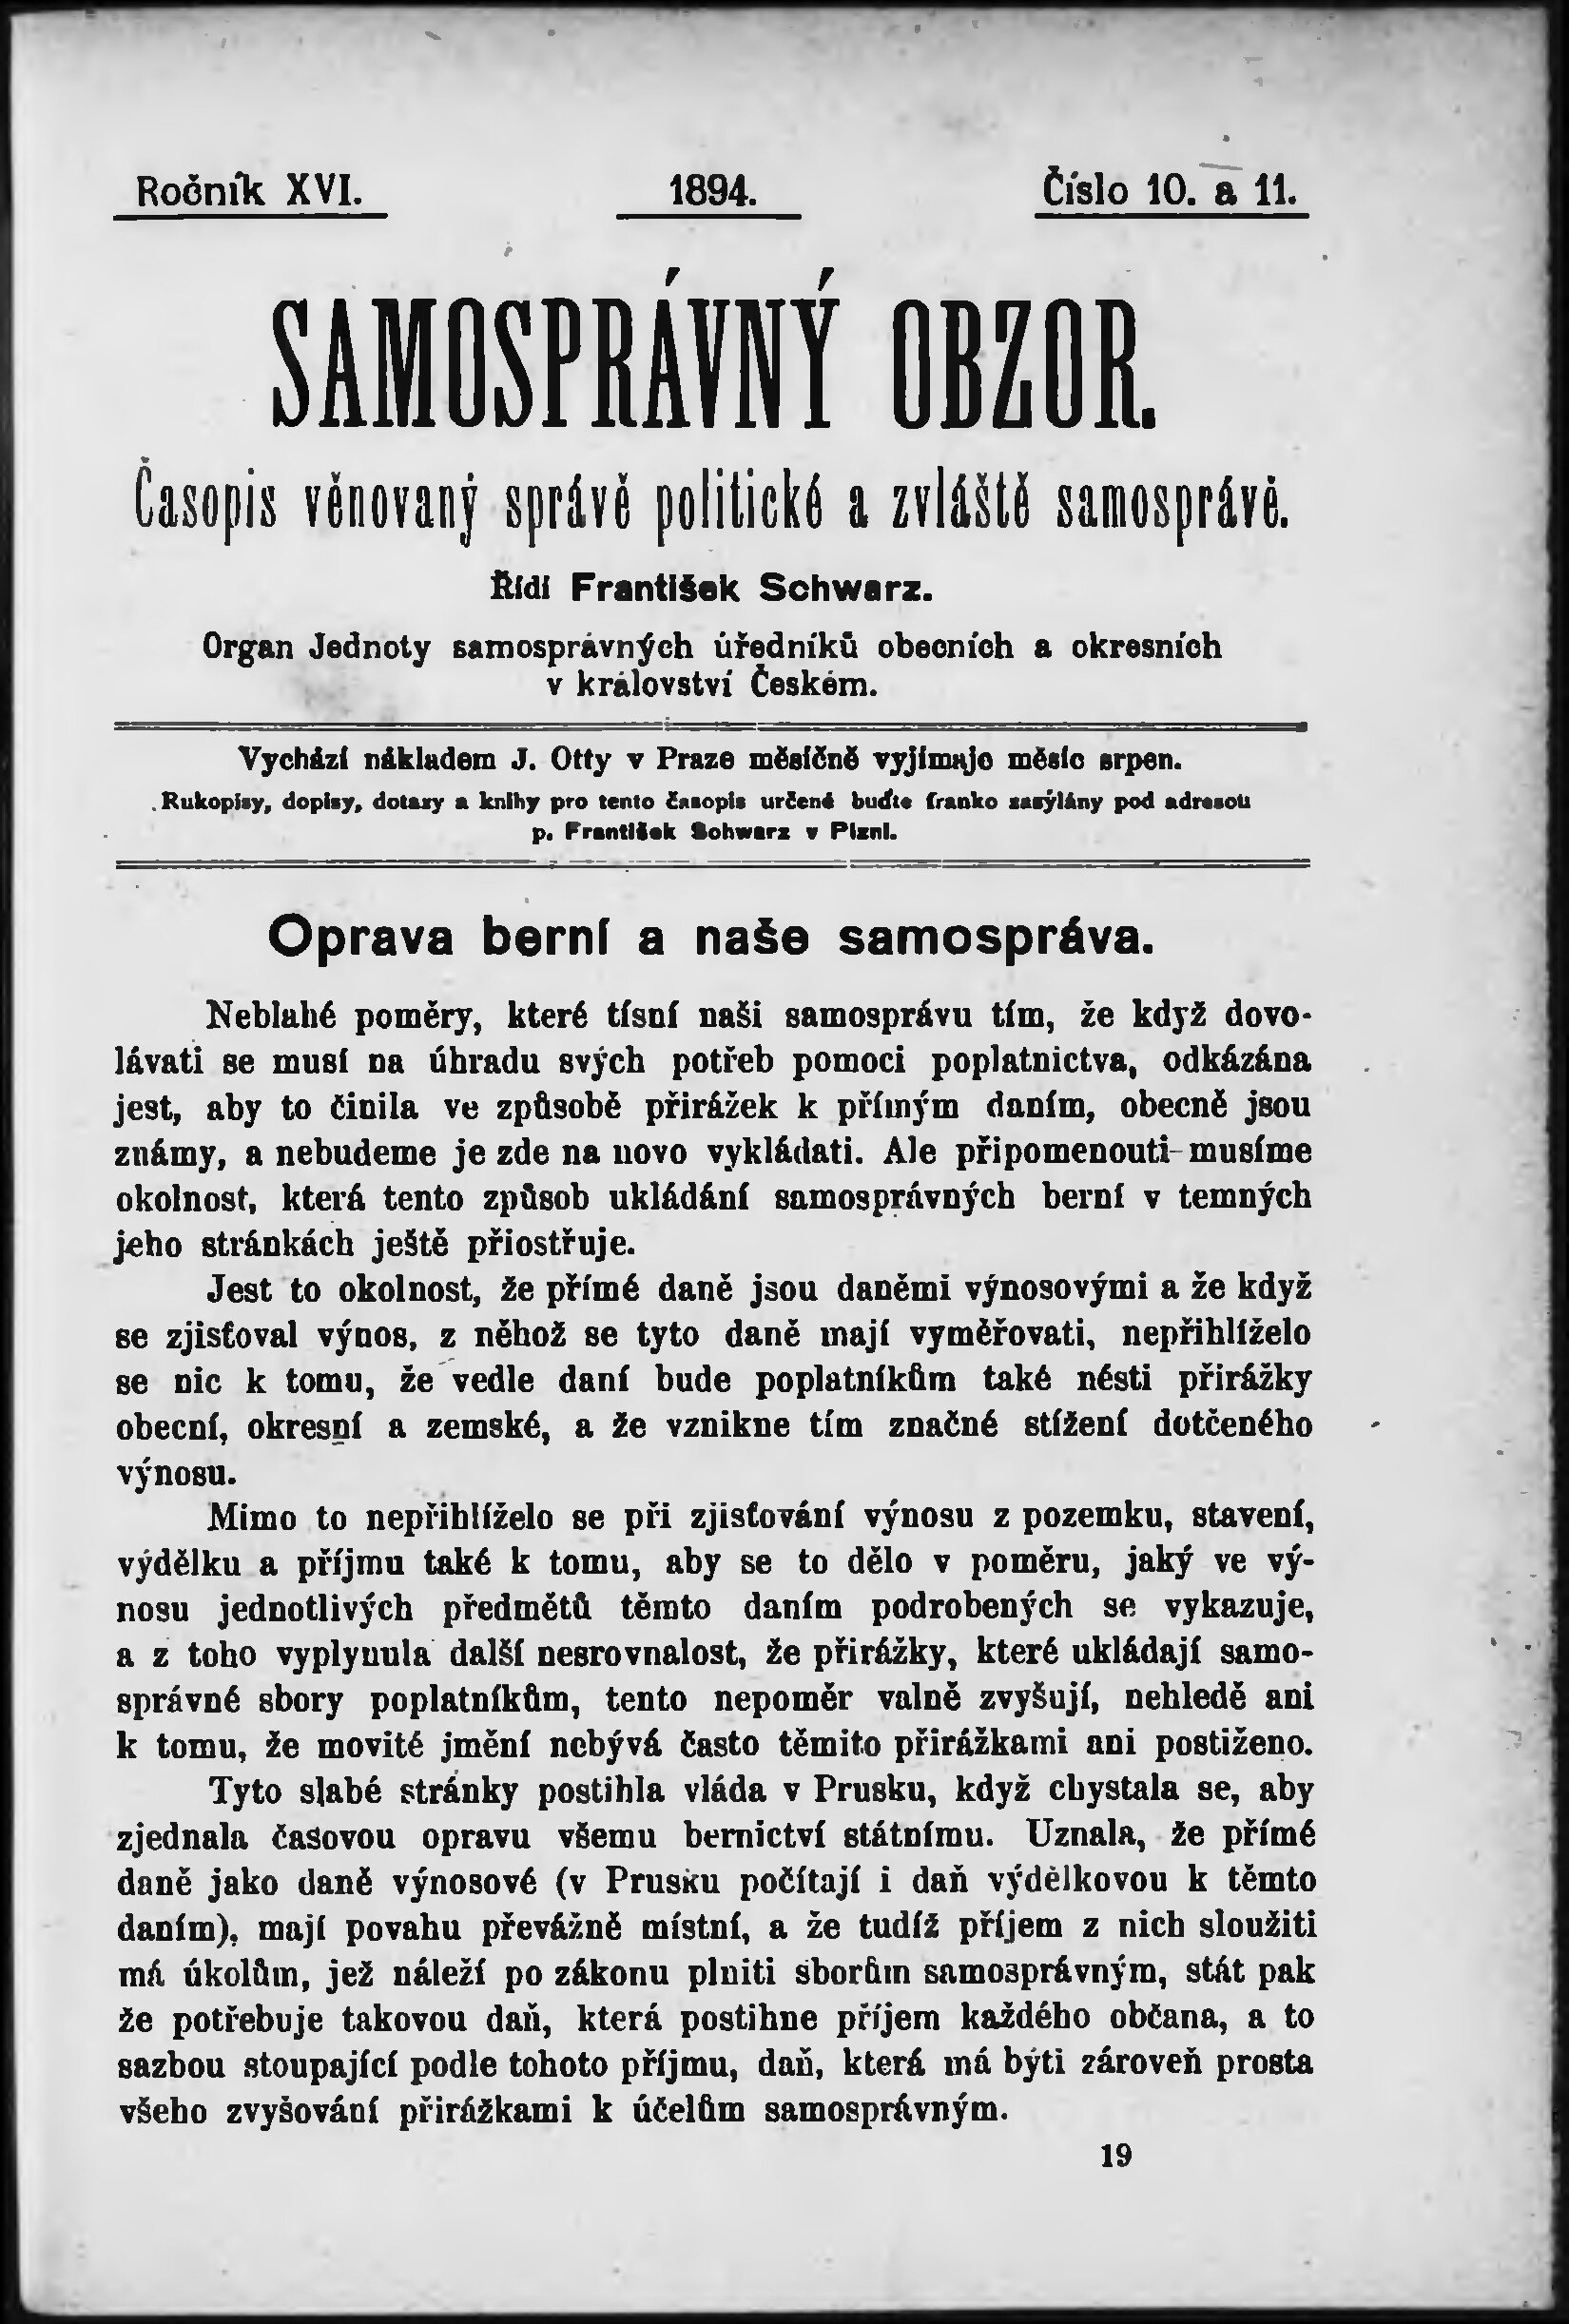 Ročník XVI. 1894. Číslo 10. a 11.
SAMOSPRÁVNÝ OBZOR.
Časopis věnovaný správě politické a zvláště samosprávě.
Řídí František Schwarz.
Organ Jednoty samosprávných úředníků obecních a okresních
v království Českém.
Vychází nákladem J. Otty v Praze měsíčně vyjímajíc měsíc srpen.
Rukopisy, dopisy, dotazy a knihy pro tento časopis určené buďte franko zasýlány pod adresou
p. František Schwarz v Plzni.
Oprava berní a naše samospráva.
Neblahé poměry, které tísní naši samosprávu tím, že když dovo-
lávati se musí na úhradu svých potřeb pomoci poplatnictva, odkázána
jest, aby to činila ve způsobě přirážek k přímým daním, obecně jsou
známy, a nebudeme je zde na novo vykládati. Ale připomenouti musíme
okolnost, která tento způsob ukládání samosprávných berní v temných
jeho stránkách ještě přiostřuje.
Jest to okolnost, že přímé daně jsou daněmi výnosovými a že když
se zjisťoval výnos, z něhož se tyto daně mají vyměřovati, nepřihlíželo
se nic k tomu, že vedle daní bude poplatníkům také nésti přirážky
obecní, okresní a zemské, a že vznikne tím značné stížení dotčeného
výnosu.
Mimo to nepřihlíželo se při zjisťování výnosu z pozemku, stavení,
výdělku a příjmu také k tomu, aby se to dělo v poměru, jaký ve vý-
nosu jednotlivých předmětů těmto daním podrobených se vykazuje,
a z toho vyplynula další nesrovnalost, že přirážky, které ukládají samo-
správné sbory poplatníkům, tento nepoměr valně zvyšují, nehledě ani
k tomu, že movité jmění nebývá často těmito přirážkami ani postiženo.
Tyto slabé stránky postihla vláda v Prusku, když chystala se, aby
zjednala časovou opravu všemu bernictví státnímu. Uznala, že přímé
daně jako daně výnosové (v Prusku počítají i daň výdělkovou k těmto
daním), mají povahu převážně místní, a že tudíž příjem z nich sloužiti
má úkolům, jež náleží po zákonu plniti sborům samosprávným, stát pak
že potřebuje takovou daň, která postihne příjem každého občana, a to
sazbou stoupající podle tohoto příjmu, daň, která má býti zároveň prosta
všeho zvyšování přirážkami k účelům samosprávným.
19